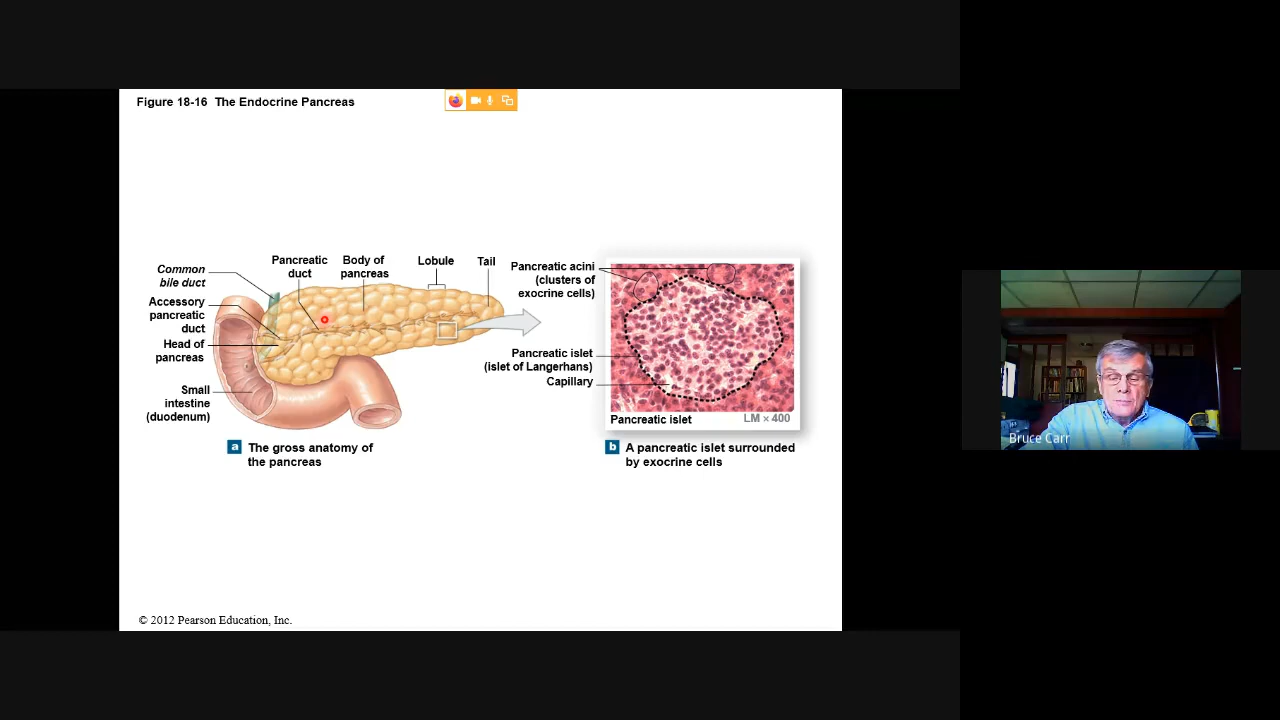 Figure 18-16 The Endocrine Pancreas
Common
bile duct
Accessory
pancreatic
duct
Head of
pancreas
Small
intestine
(duodenum)
Pancreatic
duct
Body of
pancreas
Lobule
Tail
a The gross anatomy of
the pancreas
Pancreatic acini
(clusters of
exocrine cells)
Pancreatic islet
(islet of Langerhans)
Capillary
Pancreatic islet
LM × 400
b A pancreatic islet surrounded
by exocrine cells
© 2012 Pearson Education, Inc.
Bruce Carr